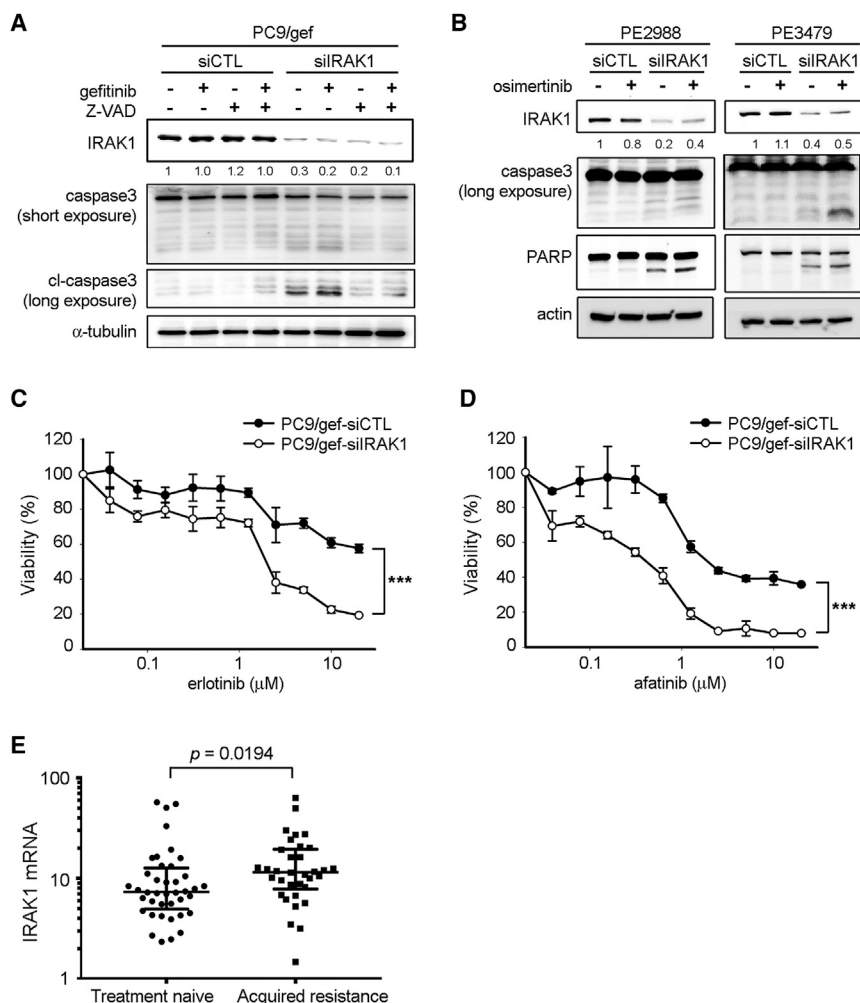 A
PC9/gef
siCTL siIRAK1
gefitinib - + - + - + - +
Z-VAD - - + + - - + +
IRAK1
1 1.0 1.2 1.0 0.3 0.2 0.2 0.1
caspase3
(short exposure)
cl-caspase3
(long exposure)
α-tubulin
B
PE2988 PE3479
siCTL siIRAK1 siCTL siIRAK1
osimertinib - + - + - + - +
IRAK1
1 0.8 0.2 0.4 1 1.1 0.4 0.5
caspase3
(long exposure)
PARP
actin
C
PC9/gef-siCTL
PC9/gef-siIRAK1
120
100
80
60
40
20
0
Viability (%)
***
0.1 1 10
erlotinib (μM)
D
PC9/gef-siCTL
PC9/gef-siIRAK1
120
100
80
60
40
20
0
Viability (%)
***
0.1 1 10
afatinib (μM)
E
p = 0.0194
100
10
1
IRAK1 mRNA
Treatment naive Acquired resistance